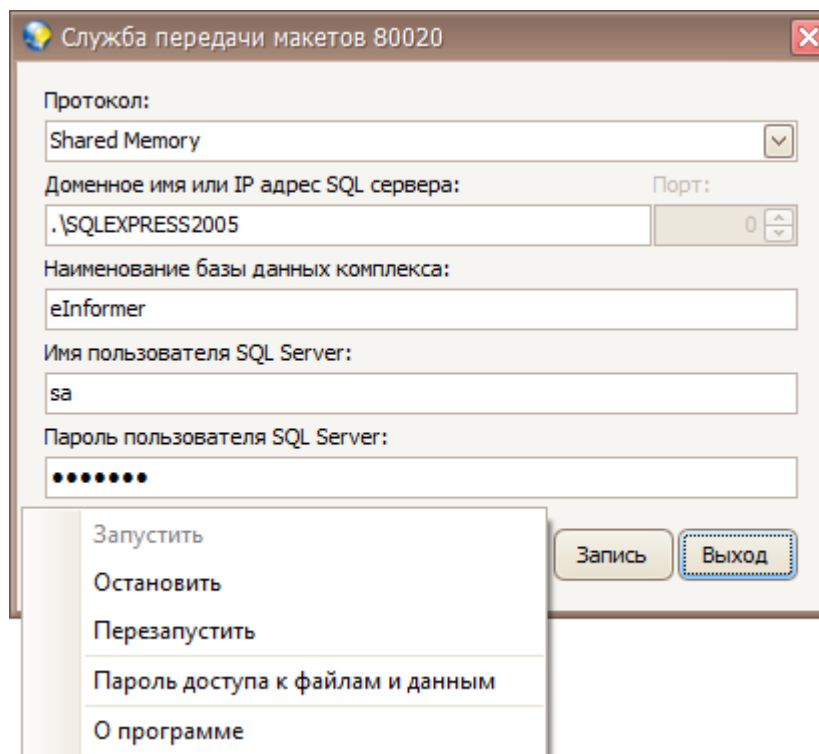 Служба передачи макетов 80020
Протокол:
Shared Memory
Доменное имя или IP адрес SQL сервера: Порт:
.\SQLEXPRESS2005 0
Наименование базы данных комплекса:
eInformer
Имя пользователя SQL Server:
sa
Пароль пользователя SQL Server:
•••••••
Запись Выход
Запустить
Остановить
Перезапустить
Пароль доступа к файлам и данным
О программе